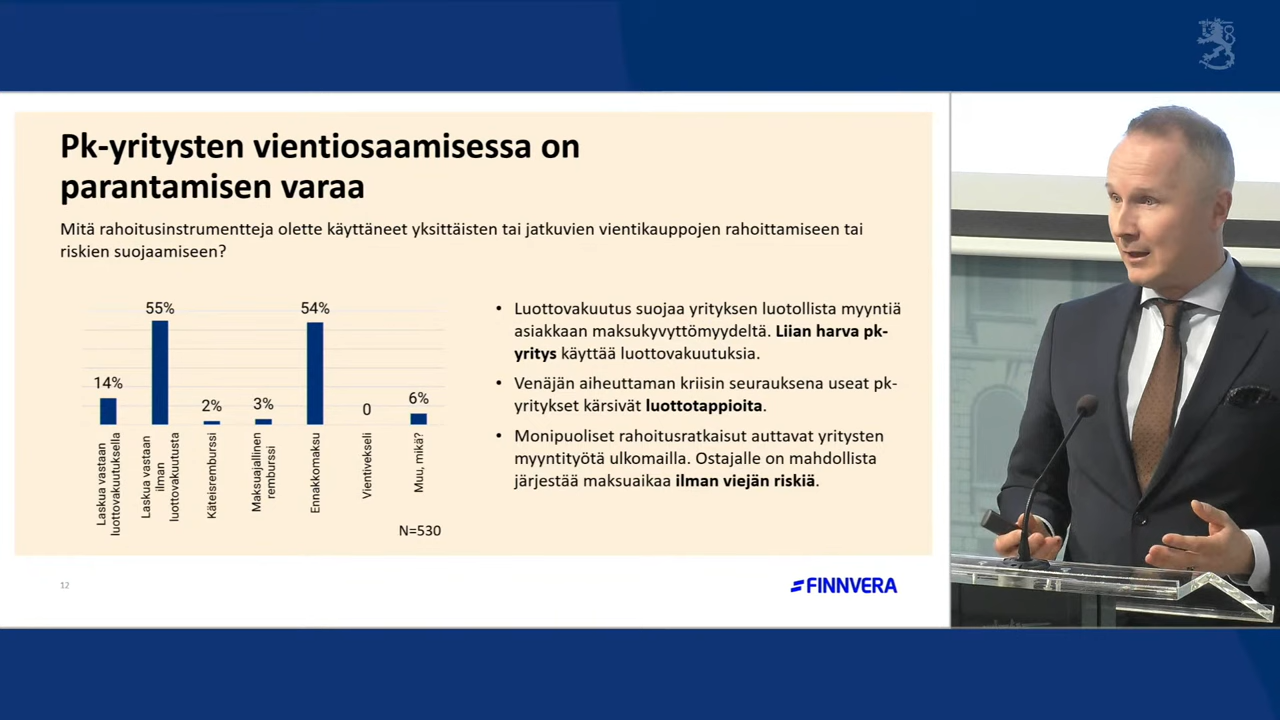 Pk-yritysten vientiosaamisessa on
parantamisen varaa
Mitä rahoitusinstrumentteja olette käyttäneet yksittäisten tai jatkuvien vientikauppojen rahoittamiseen tai
riskien suojaamiseen?
14%
55%
2%
3%
54%
0
6%
Laskua vastaan
luottovakuutuksella
Laskua vastaan
ilman
luottovakuutusta
Käteisremburssi
Maksuajallinen
remburssi
Ennakkomaksu
Vientivekseli
Muu, mikä?
N=530
• Luottovakuutus suojaa yrityksen luotollista myyntiä
asiakkaan maksukyvyttömyydeltä. Liian harva pk-
yritys käyttää luottovakuutuksia.
• Venäjän aiheuttaman kriisin seurauksena useat pk-
yritykset kärsivät luottotappioita.
• Monipuoliset rahoitusratkaisut auttavat yritysten
myyntityötä ulkomailla. Ostajalle on mahdollista
järjestää maksuaikaa ilman viejän riskiä.
12
FINNVERA